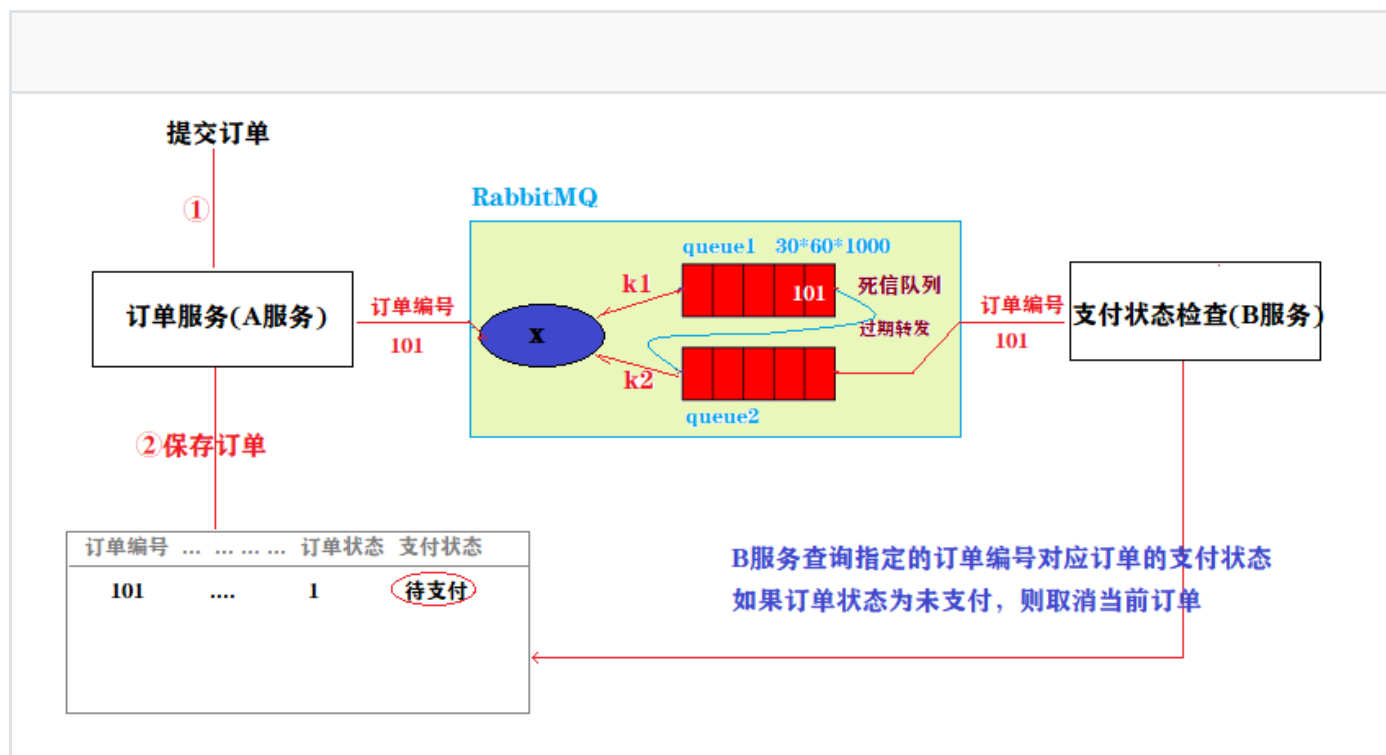 提交订单
①
RabbitMQ
queue1 30*60*1000
k1
101
死信队列
订单服务(A服务)
订单编号
101
x
过期转发
订单编号
101
支付状态检查(B服务)
k2
queue2
②保存订单
订单编号 ... ... ... ... 订单状态 支付状态
101 .... 1 待支付
B服务查询指定的订单编号对应订单的支付状态
如果订单状态为未支付，则取消当前订单